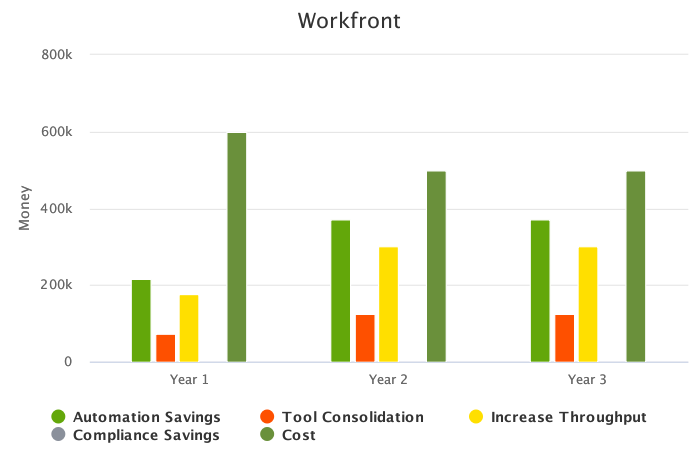 Workfront
800k
600k
400k
200k
0
Money
Year 1 Year 2 Year 3
Automation Savings Tool Consolidation Increase Throughput
Compliance Savings Cost